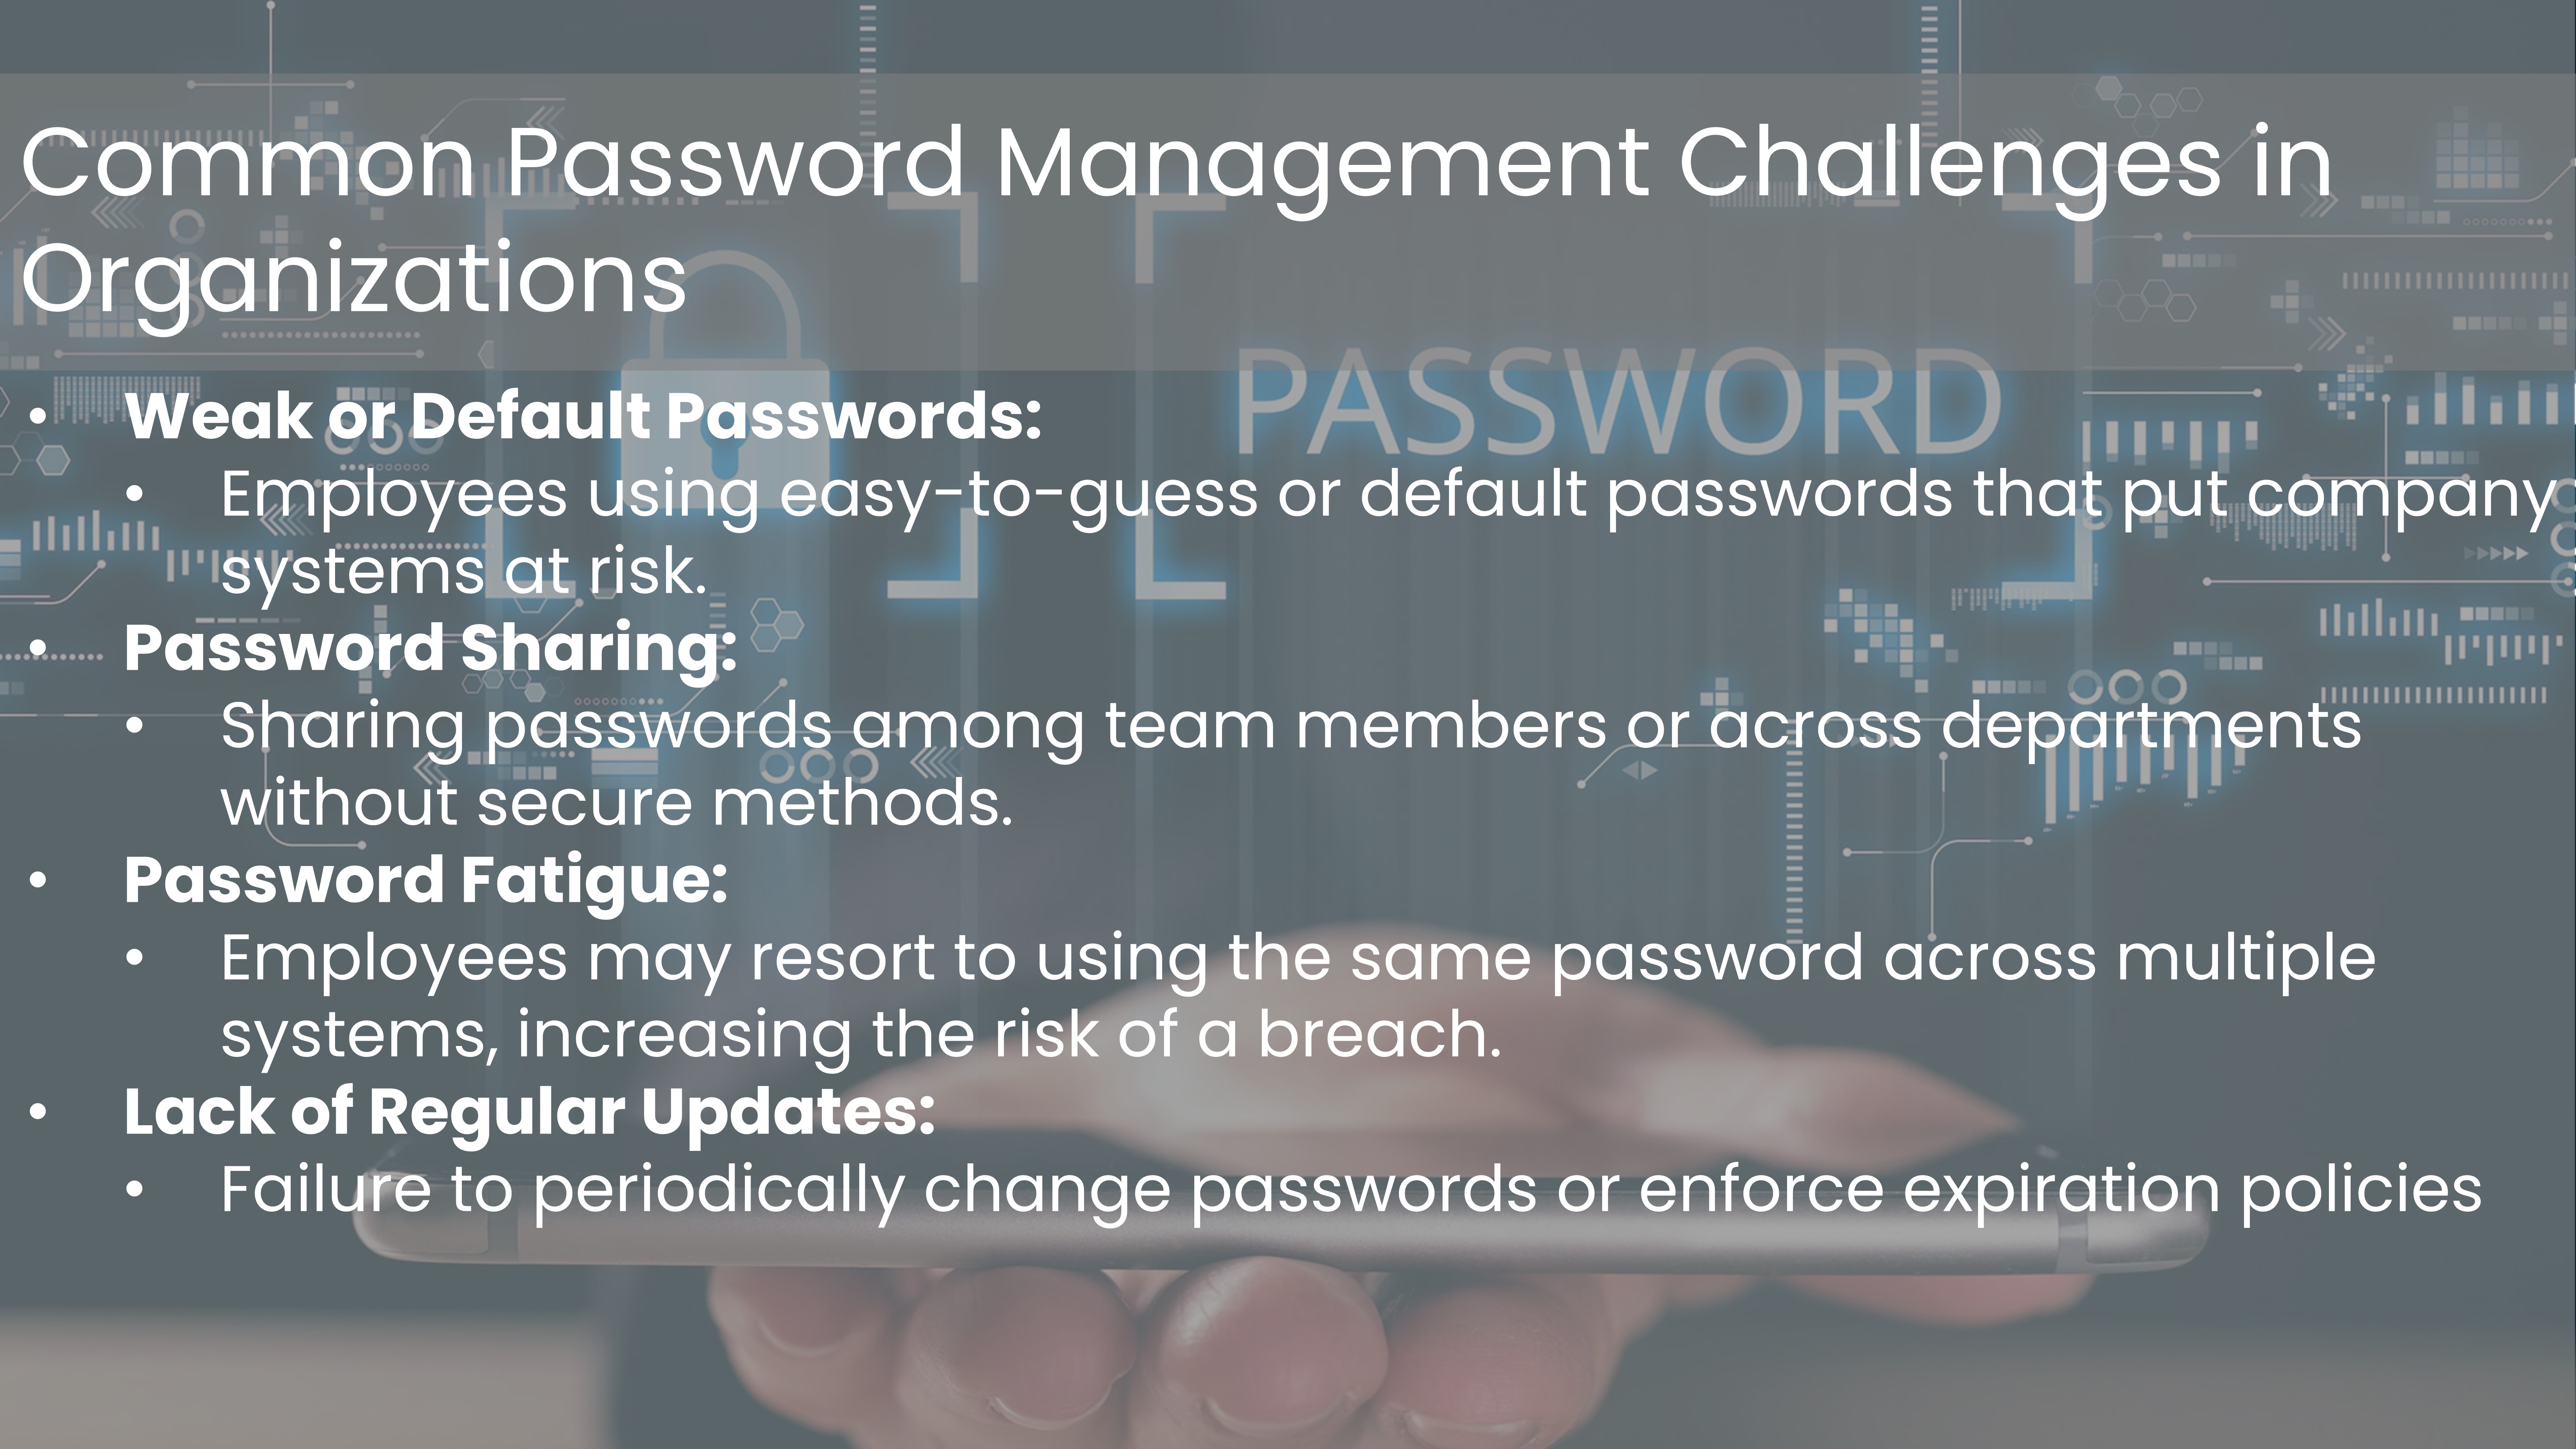 Common Password Management Challenges in
Organizations
PASSWORD
• Weak or Default Passwords:
• Employees using easy-to-guess or default passwords that put company
systems at risk.
• Password Sharing:
• Sharing passwords among team members or across departments
without secure methods.
• Password Fatigue:
• Employees may resort to using the same password across multiple
systems, increasing the risk of a breach.
• Lack of Regular Updates:
• Failure to periodically change passwords or enforce expiration policies